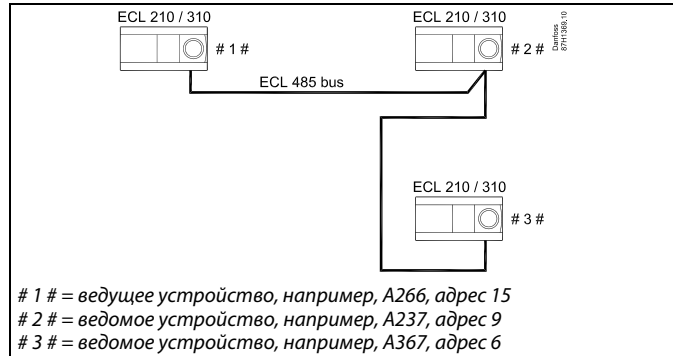 ECL 210 / 310
ECL 210 / 310
# 1 #
# 2 #
Danfoss
87H1369.10
ECL 485 bus
ECL 210 / 310
# 3 #
# 1 # = ведущее устройство, например, A266, адрес 15
# 2 # = ведомое устройство, например, A237, адрес 9
# 3 # = ведомое устройство, например, A367, адрес 6